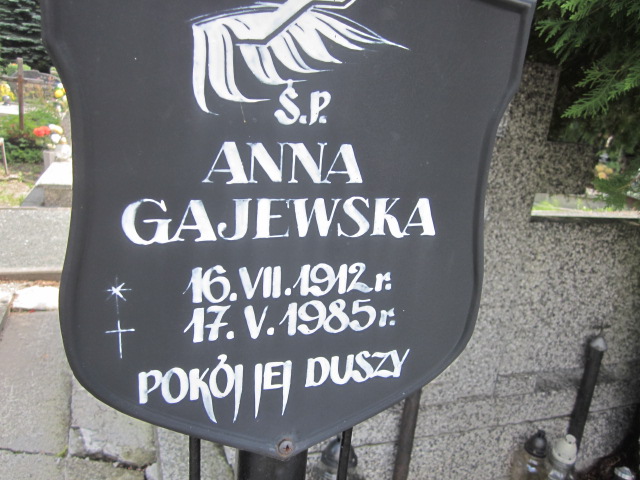 Ś.P.
ANNA
GAJEWSKA
16.VII.1912 r.
17.V.1985 r.
POKÓJ JEJ DUSZY